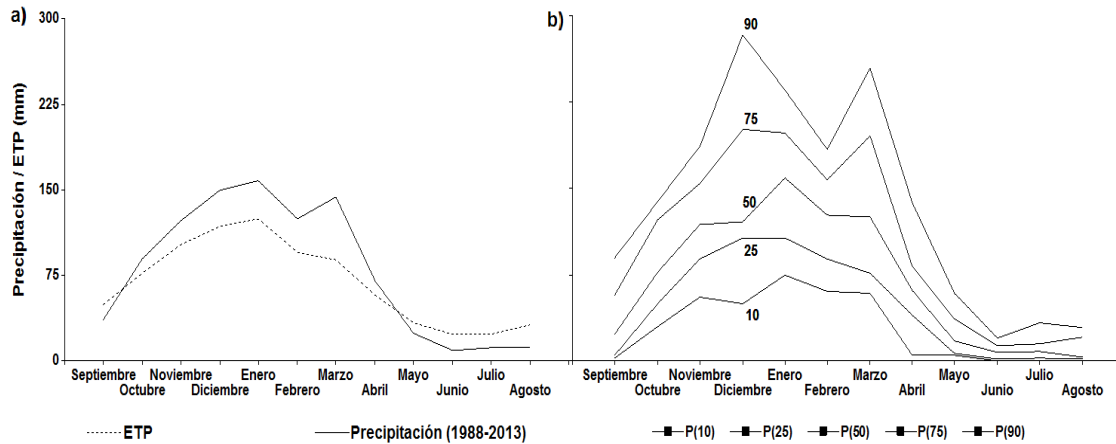 a)
Precipitación / ETP (mm)
300
225
150
75
0
Septiembre Noviembre Enero Marzo Mayo Julio
Octubre Diciembre Febrero Abril Junio Agosto
ETP Precipitación (1988-2013)
b)
90
75
50
25
10
Septiembre Noviembre Enero Marzo Mayo Julio
Octubre Diciembre Febrero Abril Junio Agosto
P(10) P(25) P(50) P(75) P(90)